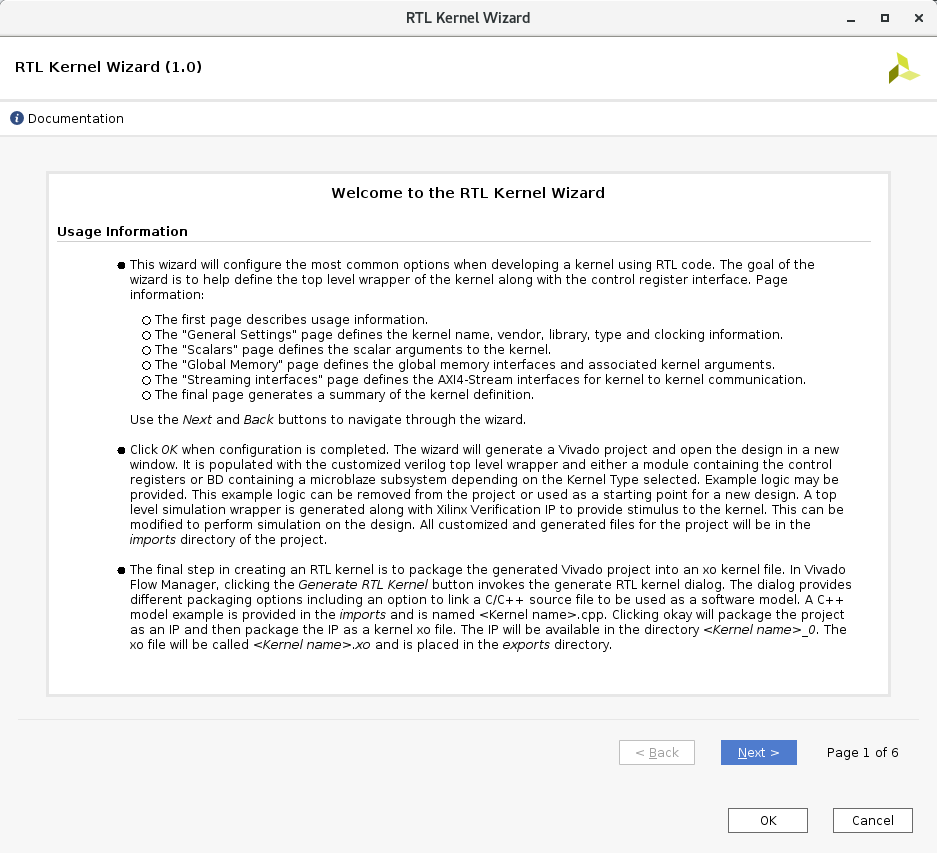 RTL Kernel Wizard
RTL Kernel Wizard (1.0)
Documentation
Welcome to the RTL Kernel Wizard
Usage Information
This wizard will configure the most common options when developing a kernel using RTL code. The goal of the
wizard is to help define the top level wrapper of the kernel along with the control register interface. Page
information:
The first page describes usage information.
The "General Settings" page defines the kernel name, vendor, library, type and clocking information.
The "Scalars" page defines the scalar arguments to the kernel.
The "Global Memory" page defines the global memory interfaces and associated kernel arguments.
The "Streaming interfaces" page defines the AXI4-Stream interfaces for kernel to kernel communication.
The final page generates a summary of the kernel definition.
Use the Next and Back buttons to navigate through the wizard.
Click OK when configuration is completed. The wizard will generate a Vivado project and open the design in a new
window. It is populated with the customized verilog top level wrapper and either a module containing the control
registers or BD containing a microblaze subsystem depending on the Kernel Type selected. Example logic may be
provided. This example logic can be removed from the project or used as a starting point for a new design. A top
level simulation wrapper is generated along with Xilinx Verification IP to provide stimulus to the kernel. This can be
modified to perform simulation on the design. All customized and generated files for the project will be in the
imports directory of the project.
The final step in creating an RTL kernel is to package the generated Vivado project into an xo kernel file. In Vivado
Flow Manager, clicking the Generate RTL Kernel button invokes the generate RTL kernel dialog. The dialog provides
different packaging options including an option to link a C/C++ source file to be used as a software model. A C++
model example is provided in the imports and is named <Kernel name>.cpp. Clicking okay will package the project
as an IP and then package the IP as a kernel xo file. The IP will be available in the directory <Kernel name>_0. The
xo file will be called <Kernel name>.xo and is placed in the exports directory.
< Back
Next >
Page 1 of 6
OK
Cancel